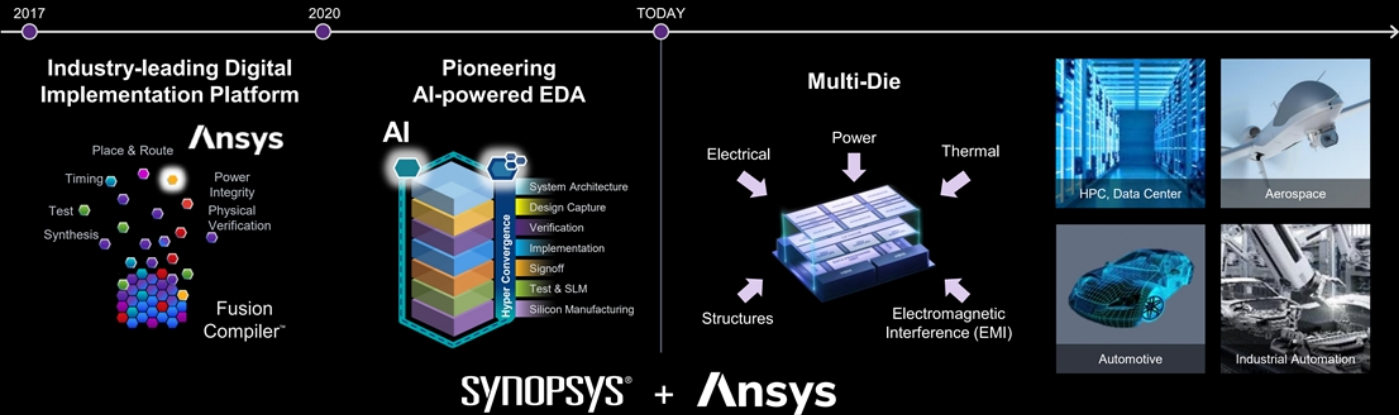 2017
2020
TODAY
Industry-leading Digital
Implementation Platform
Ansys
Place & Route
Timing
Power
Integrity
Test
Physical
Verification
Synthesis
Fusion
Compiler™
Pioneering
AI-powered EDA
AI
Hyper Convergence
System Architecture
Design Capture
Verification
Implementation
Signoff
Test & SLM
Silicon Manufacturing
Multi-Die
Power
Electrical
Thermal
Structures
Electromagnetic
Interference (EMI)
HPC, Data Center
Aerospace
Automotive
Industrial Automation
SYNOPSYS® + Ansys